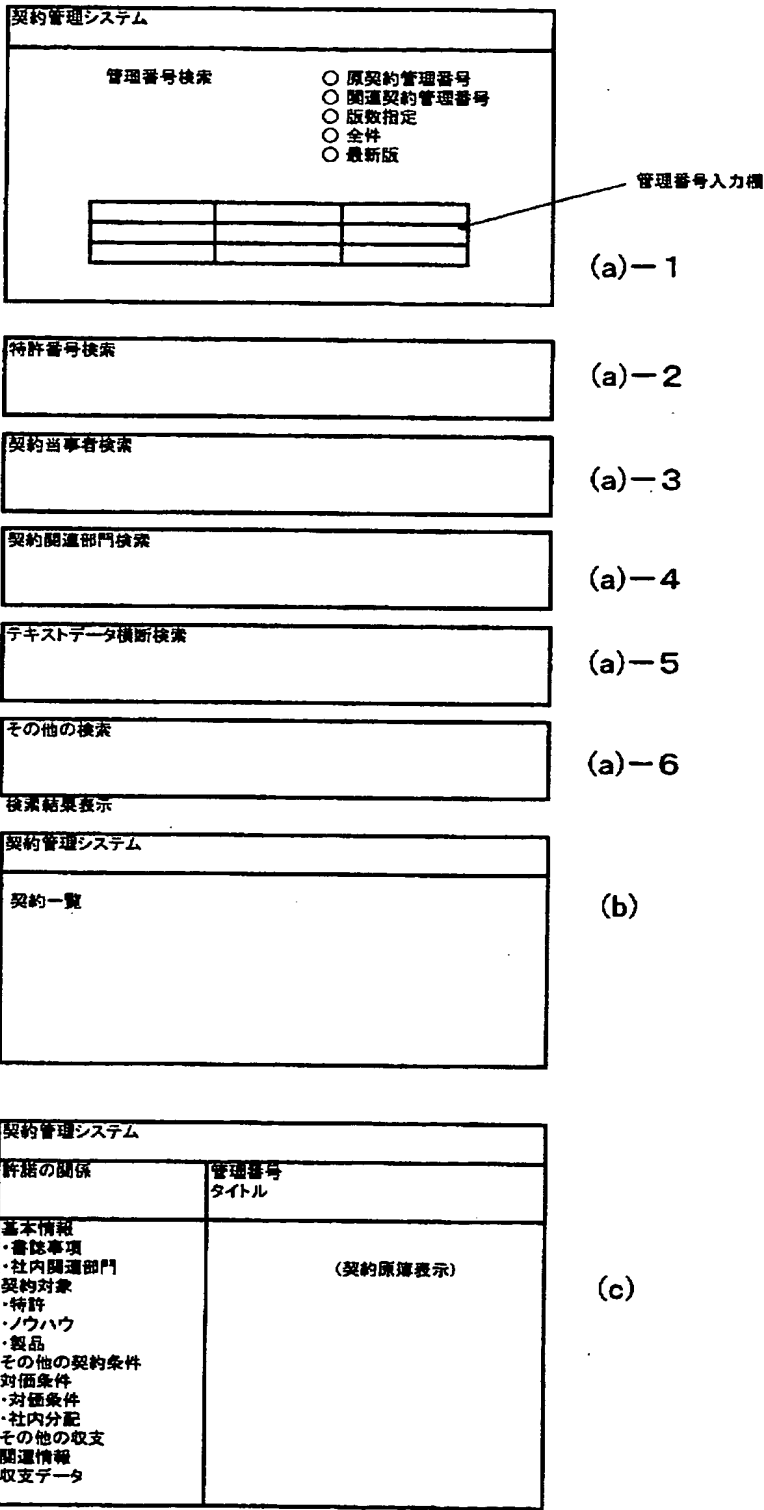 契約管理システム
管理番号検索
○ 原契約管理番号
○ 関連契約管理番号
○ 版数指定
○ 全件
○ 最新版
管理番号入力欄
(a)－1
特許番号検索
(a)－2
契約当事者検索
(a)－3
契約関連部門検索
(a)－4
テキストデータ横断検索
(a)－5
その他の検索
(a)－6
検索結果表示
契約管理システム
契約一覧
(b)
契約管理システム
許諾の関係
管理番号
タイトル
基本情報
・書誌事項
・社内関連部門
契約対象
・特許
・ノウハウ
・製品
その他の契約条件
対価条件
・対価条件
・社内分配
その他の収支
関連情報
収支データ
(契約原簿表示)
(c)